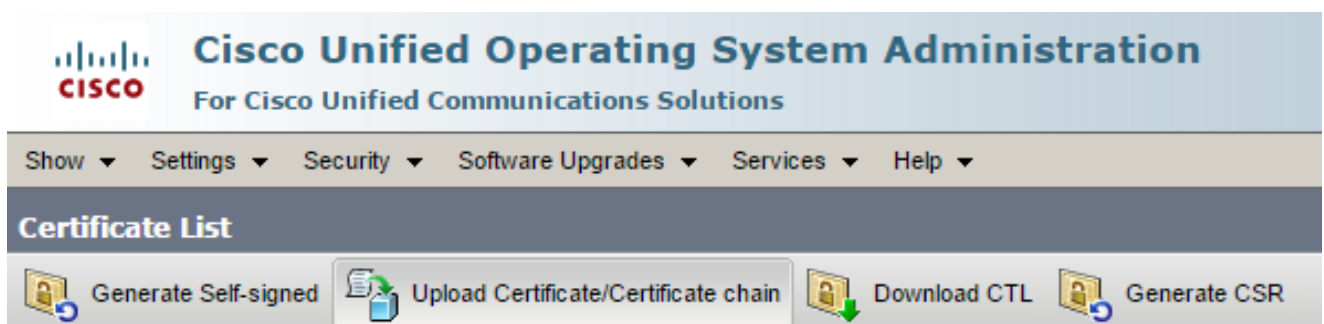 Cisco Unified Operating System Administration
CISCO
For Cisco Unified Communications Solutions
Show Settings Security Software Upgrades Services Help
Certificate List
Generate Self-signed Upload Certificate/Certificate chain Download CTL Generate CSR